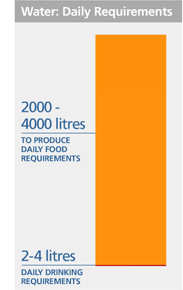 Water: Daily Requirements
2000 -
4000 litres
TO PRODUCE
DAILY FOOD
REQUIREMENTS
2-4 litres
DAILY DRINKING
REQUIREMENTS